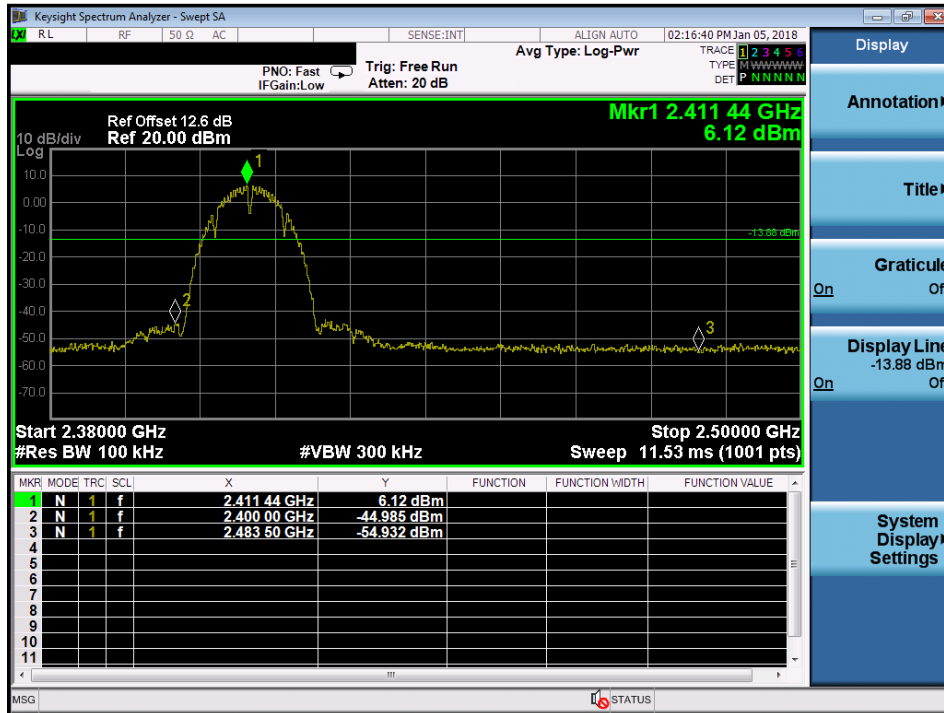 Keysight Spectrum Analyzer - Swept SA
LXI RL RF 50 Ω AC SENSE:INT ALIGN AUTO 02:16:40 PM Jan 05, 2018
PNO: Fast Trig: Free Run Avg Type: Log-Pwr TRACE 1 2 3 4 5 6
IFGain:Low Atten: 20 dB TYPE M WWWWW
DET P N N N N N
Mkr1 2.411 44 GHz
6.12 dBm
Ref Offset 12.6 dB
10 dB/div Ref 20.00 dBm
Log
1
10.0
0.00
-10.0
-13.88 dBm
-20.0
-30.0
-40.0
2
3
-50.0
-60.0
-70.0
Start 2.38000 GHz Stop 2.50000 GHz
#Res BW 100 kHz #VBW 300 kHz Sweep 11.53 ms (1001 pts)
MKR MODE TRC SCL X Y FUNCTION FUNCTION WIDTH FUNCTION VALUE
1 N 1 f 2.411 44 GHz 6.12 dBm
2 N 1 f 2.400 00 GHz -44.985 dBm
3 N 1 f 2.483 50 GHz -54.932 dBm
4
5
6
7
8
9
10
11
MSG STATUS
Display
Annotation
Title
Graticule
On Of
Display Line
-13.88 dBm
On Of
System
Display
Settings